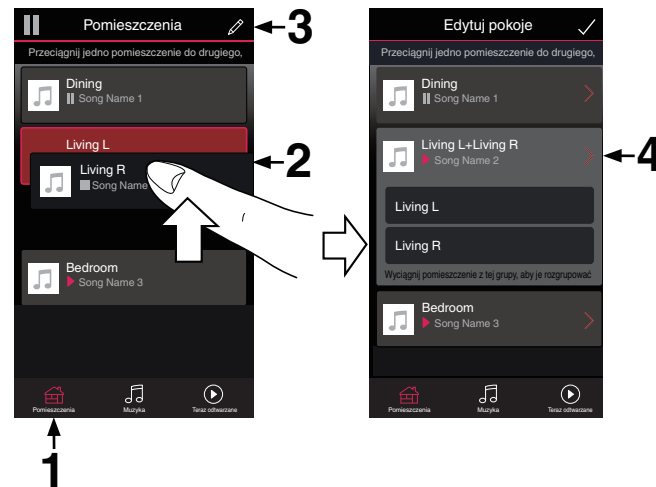 Pomieszczenia
3
Przeciągnij jedno pomieszczenie do drugiego,
Dining
Song Name 1
Living L
Living R
Song Name
2
Bedroom
Song Name 3
Pomieszczenia
Muzyka
Teraz odtwarzane
1
Edytuj pokoje
Przeciągnij jedno pomieszczenie do drugiego,
Dining
Song Name 1
Living L+Living R
Song Name 2
4
Living L
Living R
Wyciągnij pomieszczenie z tej grupy, aby je rozgrupować
Bedroom
Song Name 3
Pomieszczenia
Muzyka
Teraz odtwarzane